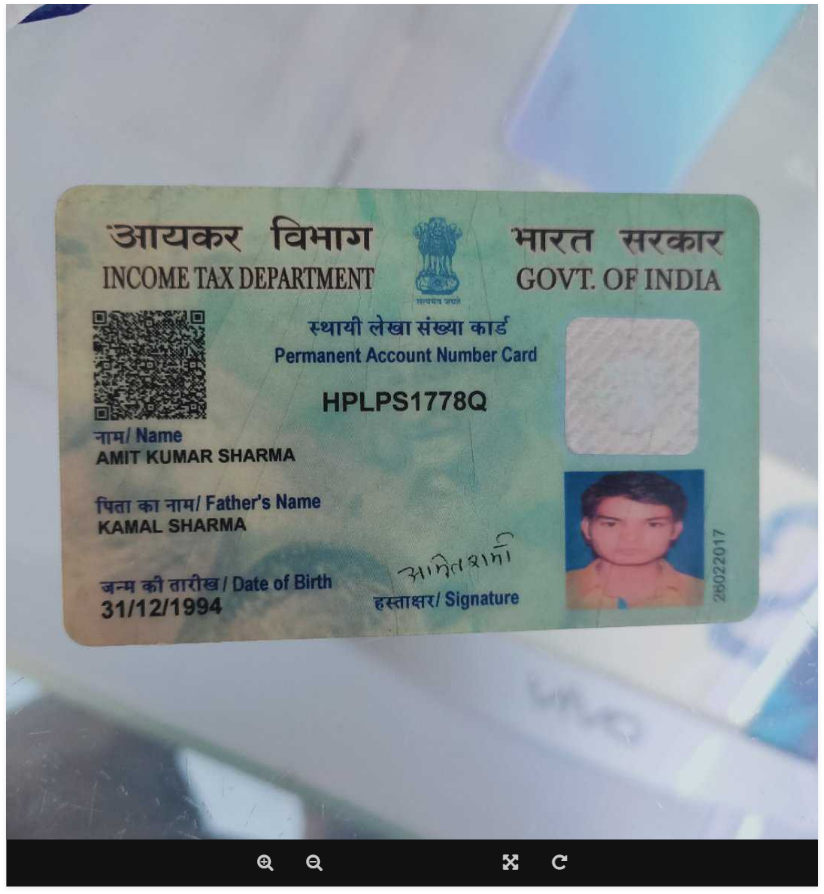 आयकर विभाग
INCOME TAX DEPARTMENT
सत्यमेव जयते
भारत सरकार
GOVT. OF INDIA
स्थायी लेखा संख्या कार्ड
Permanent Account Number Card
HPLPS1778Q
नाम/ Name
AMIT KUMAR SHARMA
पिता का नाम/ Father's Name
KAMAL SHARMA
जन्म की तारीख/ Date of Birth
31/12/1994
अमित शर्मा
हस्ताक्षर/ Signature
26022017
vivo